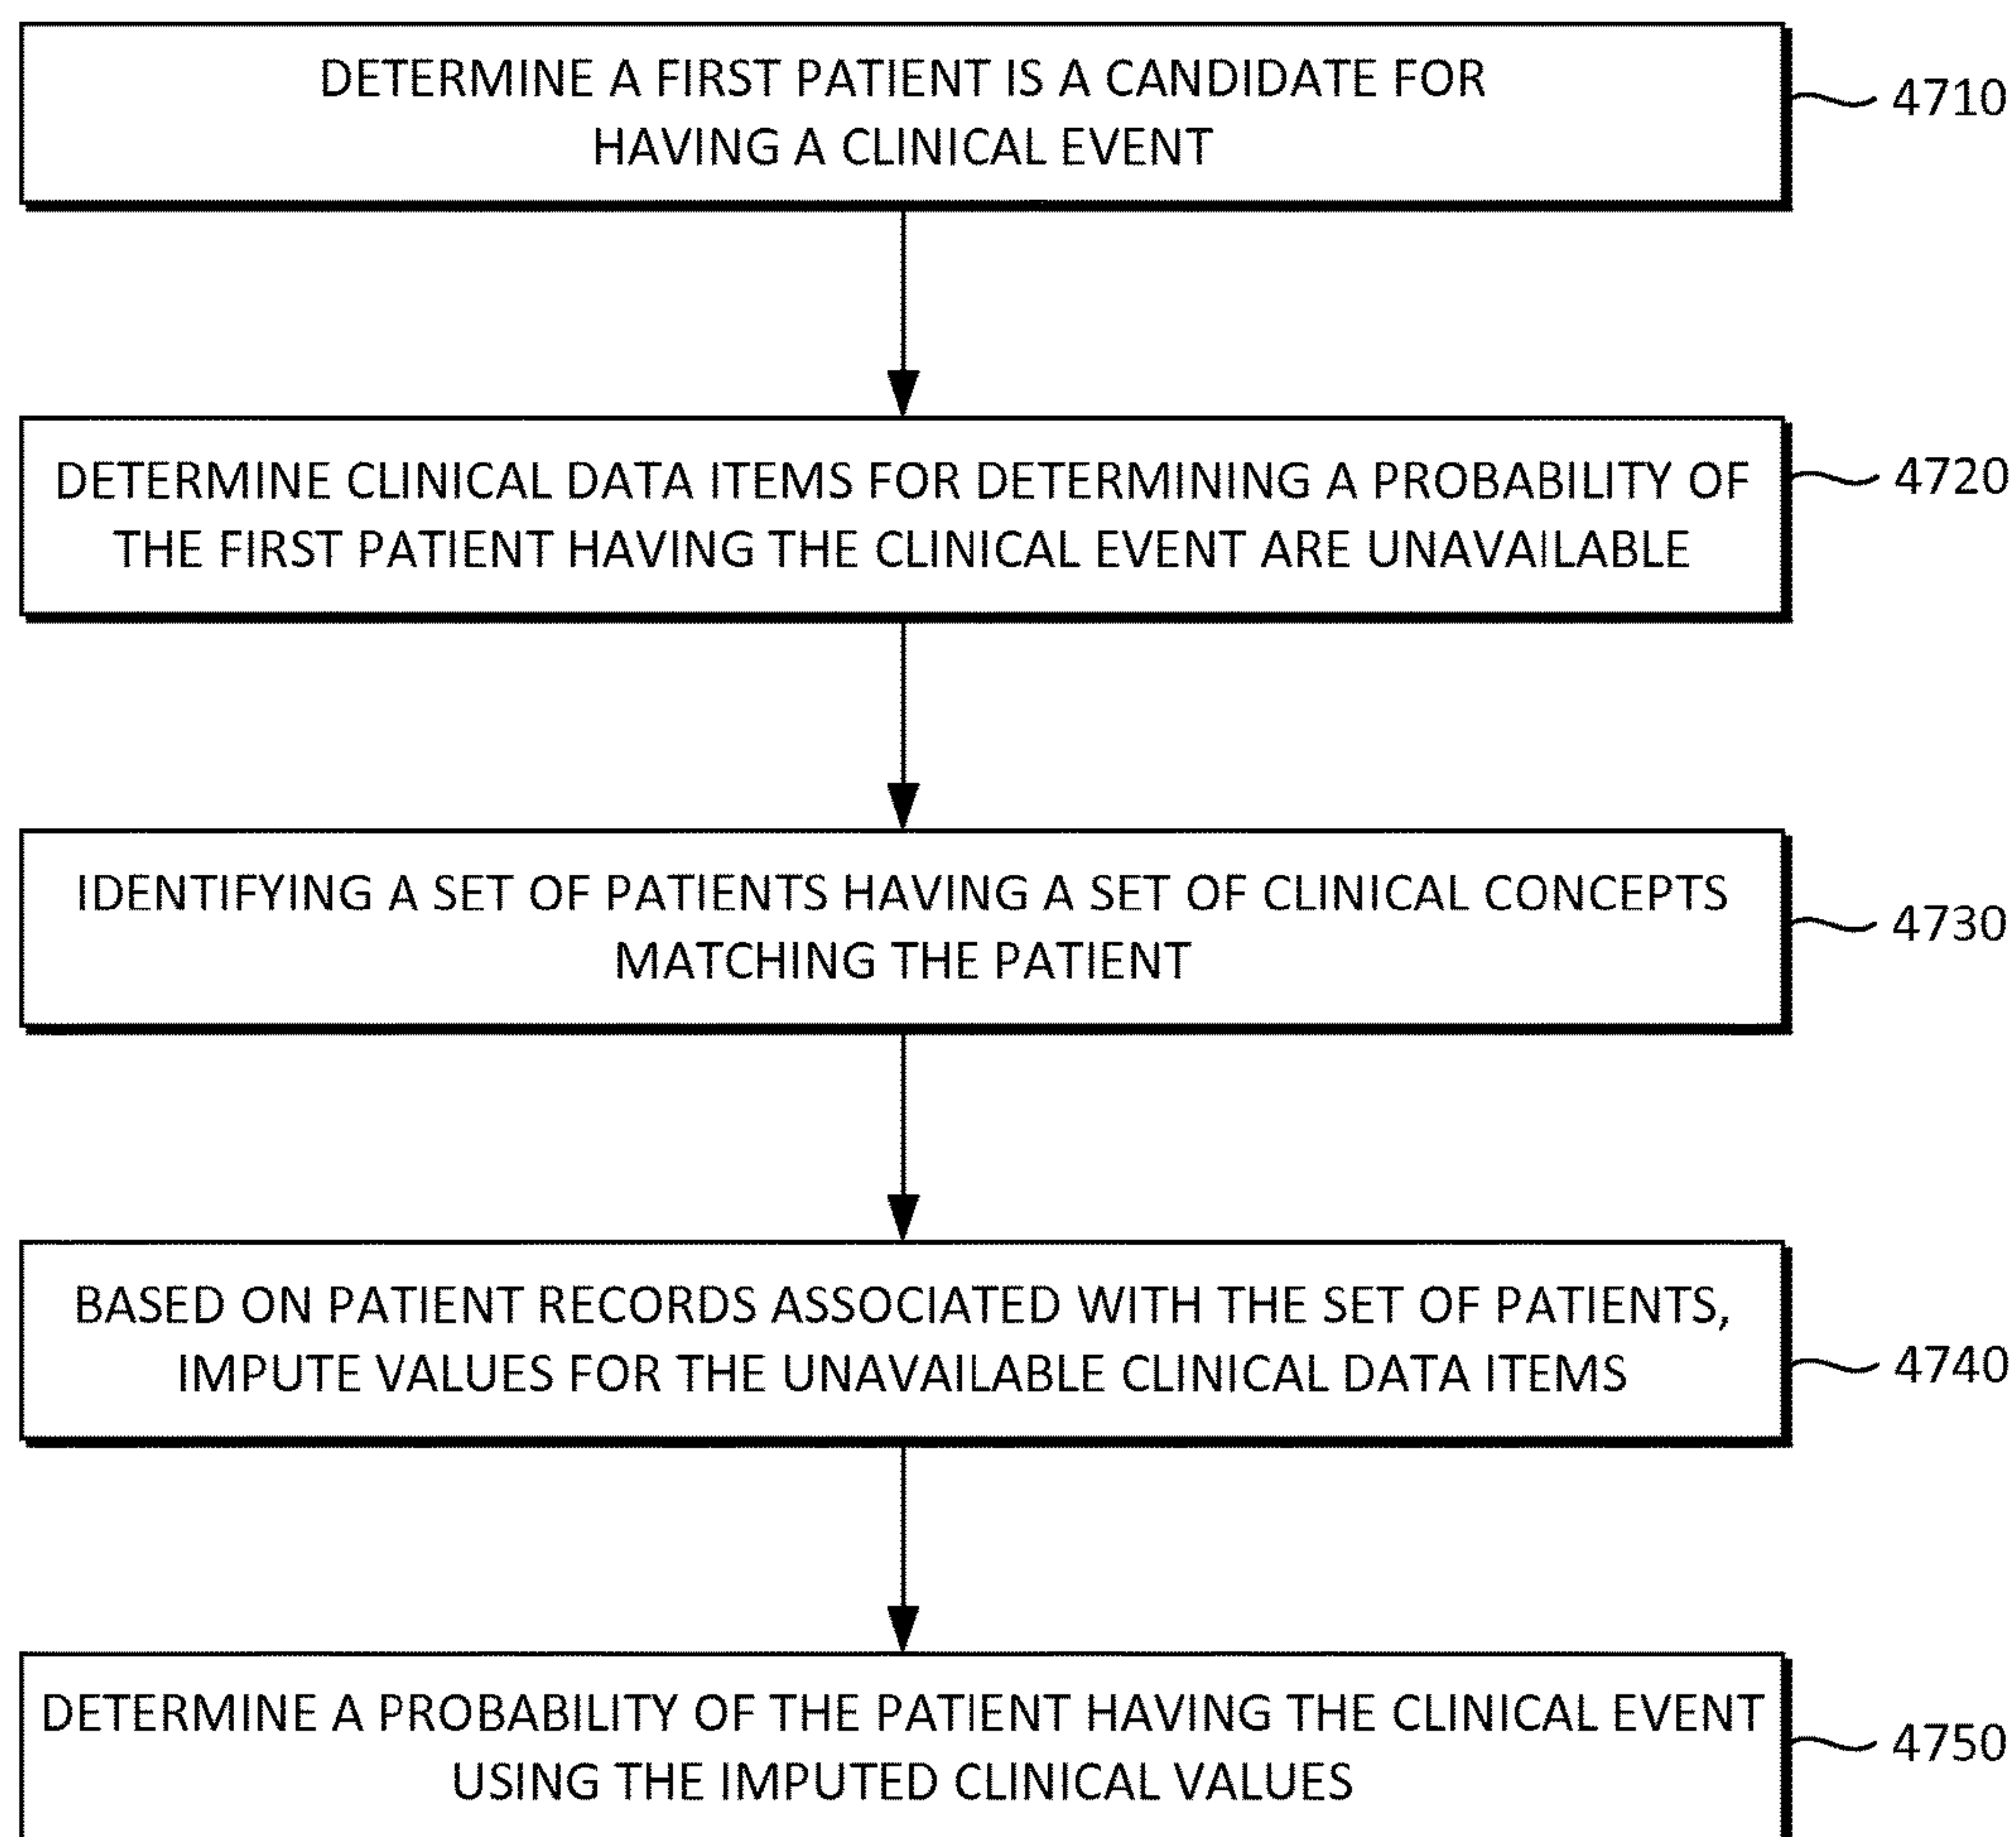 DETERMINE A FIRST PATIENT IS A CANDIDATE FOR
HAVING A CLINICAL EVENT
4710
DETERMINE CLINICAL DATA ITEMS FOR DETERMINING A PROBABILITY OF
THE FIRST PATIENT HAVING THE CLINICAL EVENT ARE UNAVAILABLE
4720
IDENTIFYING A SET OF PATIENTS HAVING A SET OF CLINICAL CONCEPTS
MATCHING THE PATIENT
4730
BASED ON PATIENT RECORDS ASSOCIATED WITH THE SET OF PATIENTS,
IMPUTE VALUES FOR THE UNAVAILABLE CLINICAL DATA ITEMS
4740
DETERMINE A PROBABILITY OF THE PATIENT HAVING THE CLINICAL EVENT
USING THE IMPUTED CLINICAL VALUES
4750